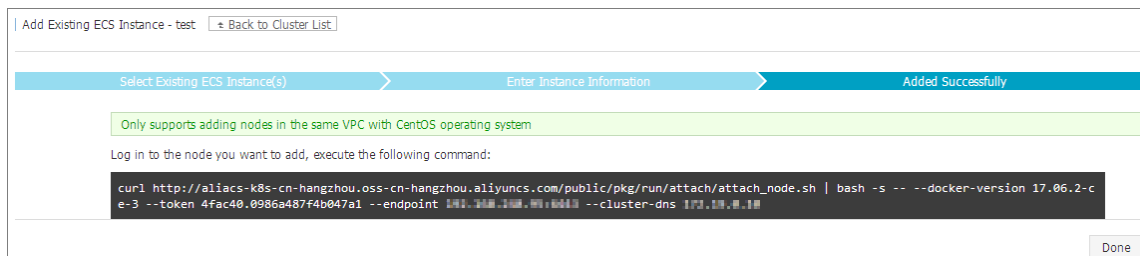 Add Existing ECS Instance - test
Back to Cluster List
Select Existing ECS Instance(s)
Enter Instance Information
Added Successfully
Only supports adding nodes in the same VPC with CentOS operating system
Log in to the node you want to add, execute the following command:
curl http://aliacs-k8s-cn-hangzhou.oss-cn-hangzhou.aliyuncs.com/public/pkg/run/attach/attach_node.sh | bash -s -- --docker-version 17.06.2-c
e-3 --token 4fac40.0986a487f4b047a1 --endpoint --cluster-dns
Done